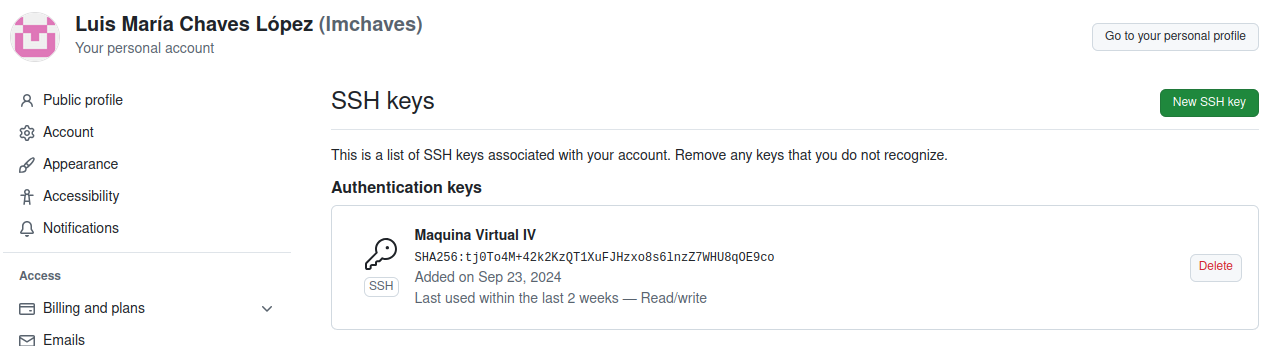 Luis María Chaves López (lmchaves)
Your personal account
Go to your personal profile
Public profile
Account
Appearance
Accessibility
Notifications
Access
Billing and plans
Emails
SSH keys
New SSH key
This is a list of SSH keys associated with your account. Remove any keys that you do not recognize.
Authentication keys
Maquina Virtual IV
SHA256:tj0To4M+42k2KzQT1XuFJHzxo8s6lnzZ7WHU8qOE9co
Added on Sep 23, 2024
Last used within the last 2 weeks — Read/write
SSH
Delete